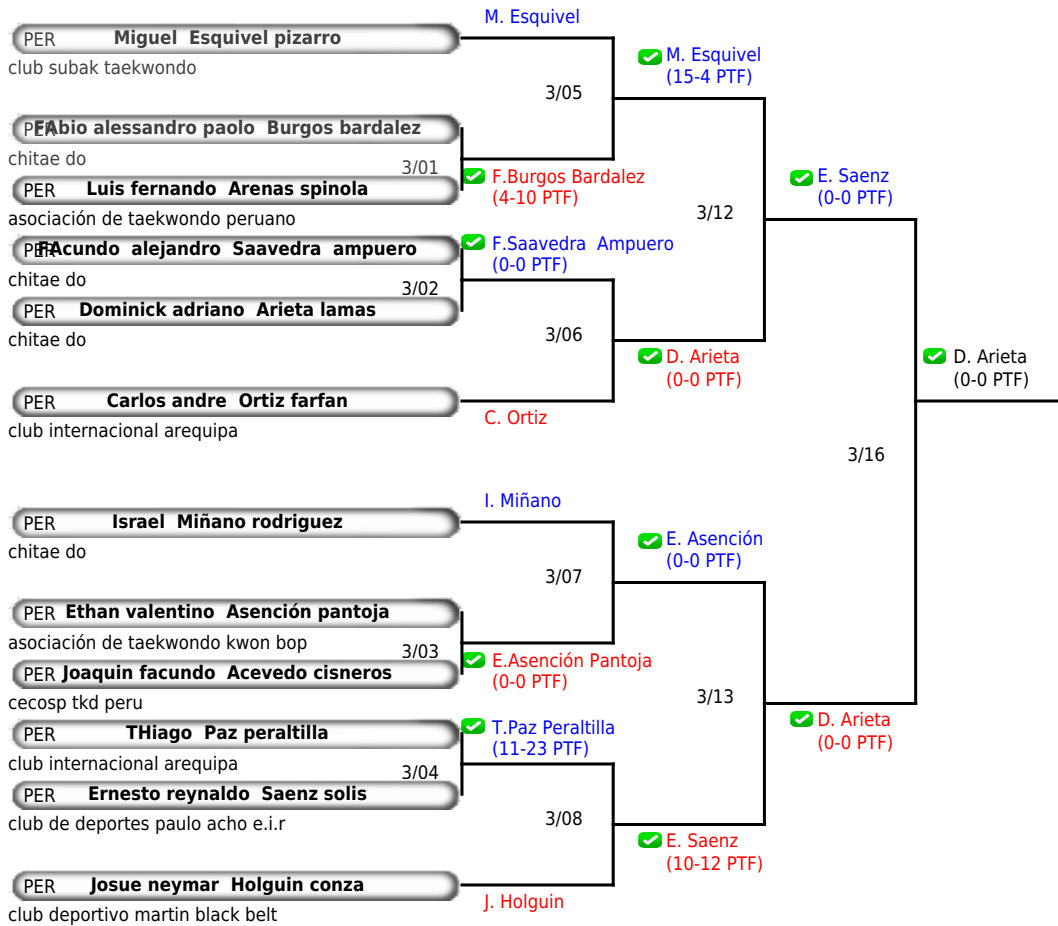 M. Esquivel
PER Miguel Esquivel pizarro
club subak taekwondo
M. Esquivel
(15-4 PTF)
3/05
PER FAbio alessandro paolo Burgos bardalez
chitae do
3/01
F.Burgos Bardalez
(4-10 PTF)
PER Luis fernando Arenas spinola
asociación de taekwondo peruano
E. Saenz
(0-0 PTF)
3/12
PER FAcundo alejandro Saavedra ampuero
chitae do
F.Saavedra Ampuero
(0-0 PTF)
3/02
PER Dominick adriano Arieta lamas
chitae do
3/06
D. Arieta
(0-0 PTF)
D. Arieta
(0-0 PTF)
PER Carlos andre Ortiz farfan
club internacional arequipa
C. Ortiz
3/16
I. Miñano
PER Israel Miñano rodriguez
chitae do
E. Asención
(0-0 PTF)
3/07
PER Ethan valentino Asención pantoja
asociación de taekwondo kwon bop
3/03
E.Asención Pantoja
(0-0 PTF)
PER Joaquin facundo Acevedo cisneros
cecosp tkd peru
3/13
D. Arieta
(0-0 PTF)
PER THiago Paz peraltilla
club internacional arequipa
T.Paz Peraltilla
(11-23 PTF)
3/04
PER Ernesto reynaldo Saenz solis
club de deportes paulo acho e.i.r
3/08
E. Saenz
(10-12 PTF)
PER Josue neymar Holguin conza
club deportivo martin black belt
J. Holguin